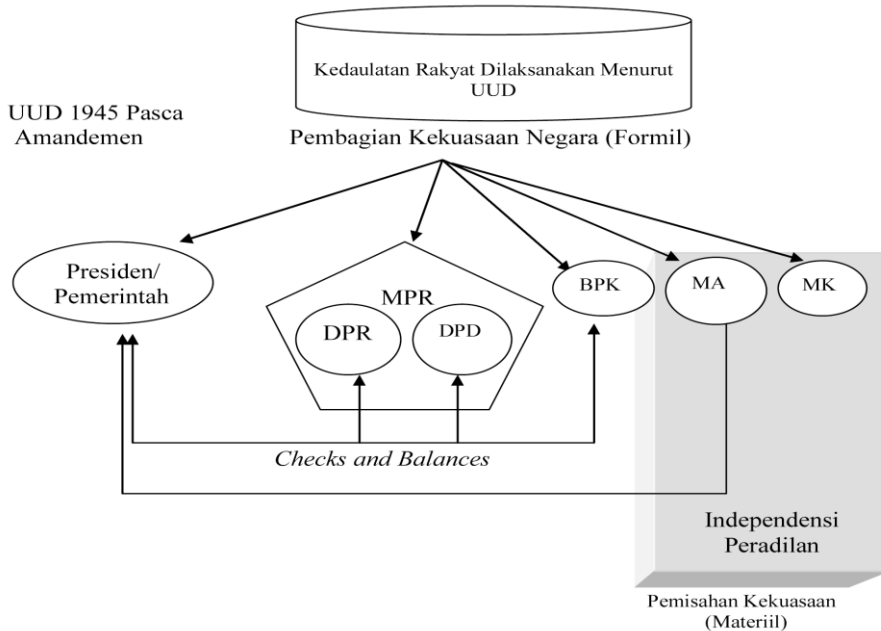 Kedaulatan Rakyat Dilaksanakan Menurut
UUD
UUD 1945 Pasca
Amandemen
Pembagian Kekuasaan Negara (Formil)
Presiden/
Pemerintah
MPR
DPR
DPD
BPK
MA
MK
Checks and Balances
Independensi
Peradilan
Pemisahan Kekuasaan
(Materiil)